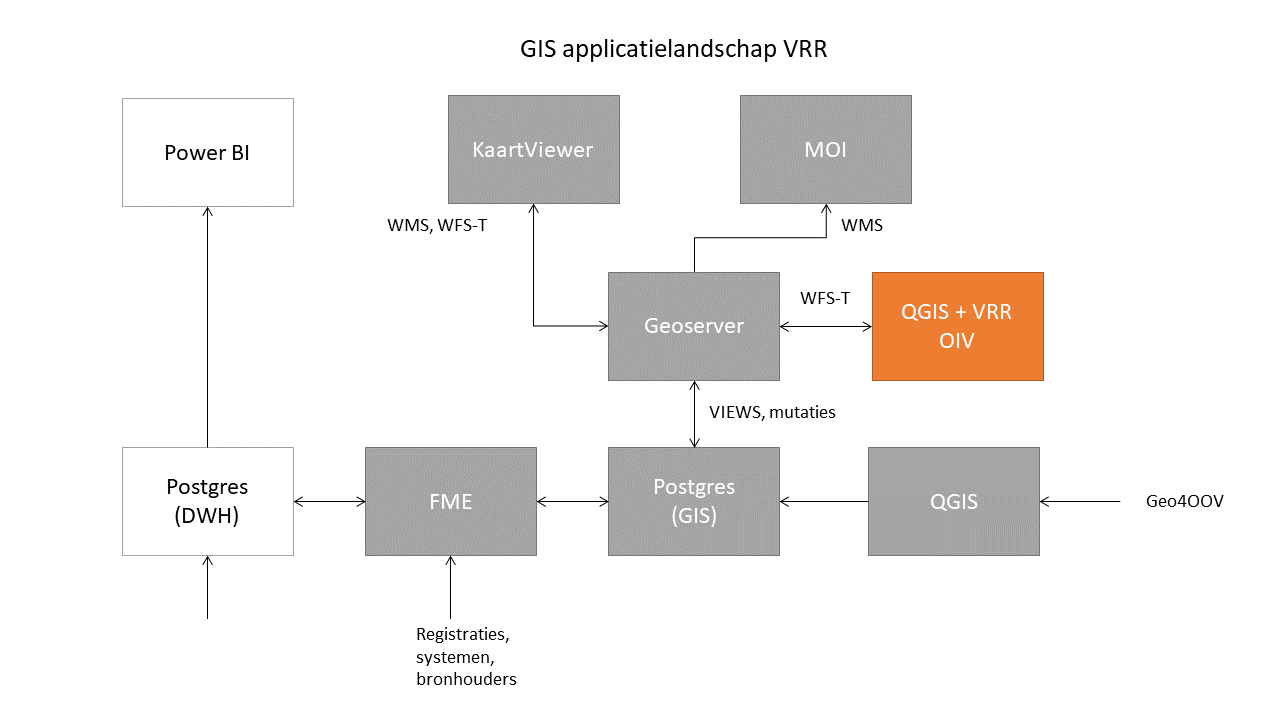 GIS applicatielandschap VRR
Power BI
KaartViewer
MOI
WMS, WFS-T
WMS
Geoserver
WFS-T
QGIS + VRR
OIV
VIEWS, mutaties
Postgres
(DWH)
FME
Postgres
(GIS)
QGIS
Geo4OOV
Registraties,
systemen,
bronhouders